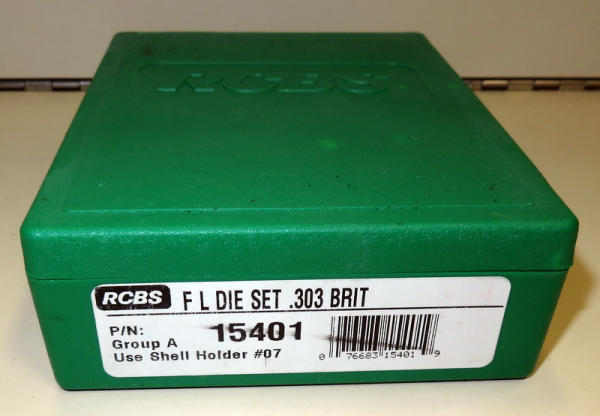 RCBS
RCBS F L DIE SET .303 BRIT
P/N: 15401
Group A
Use Shell Holder #07
0 76683 15401 9